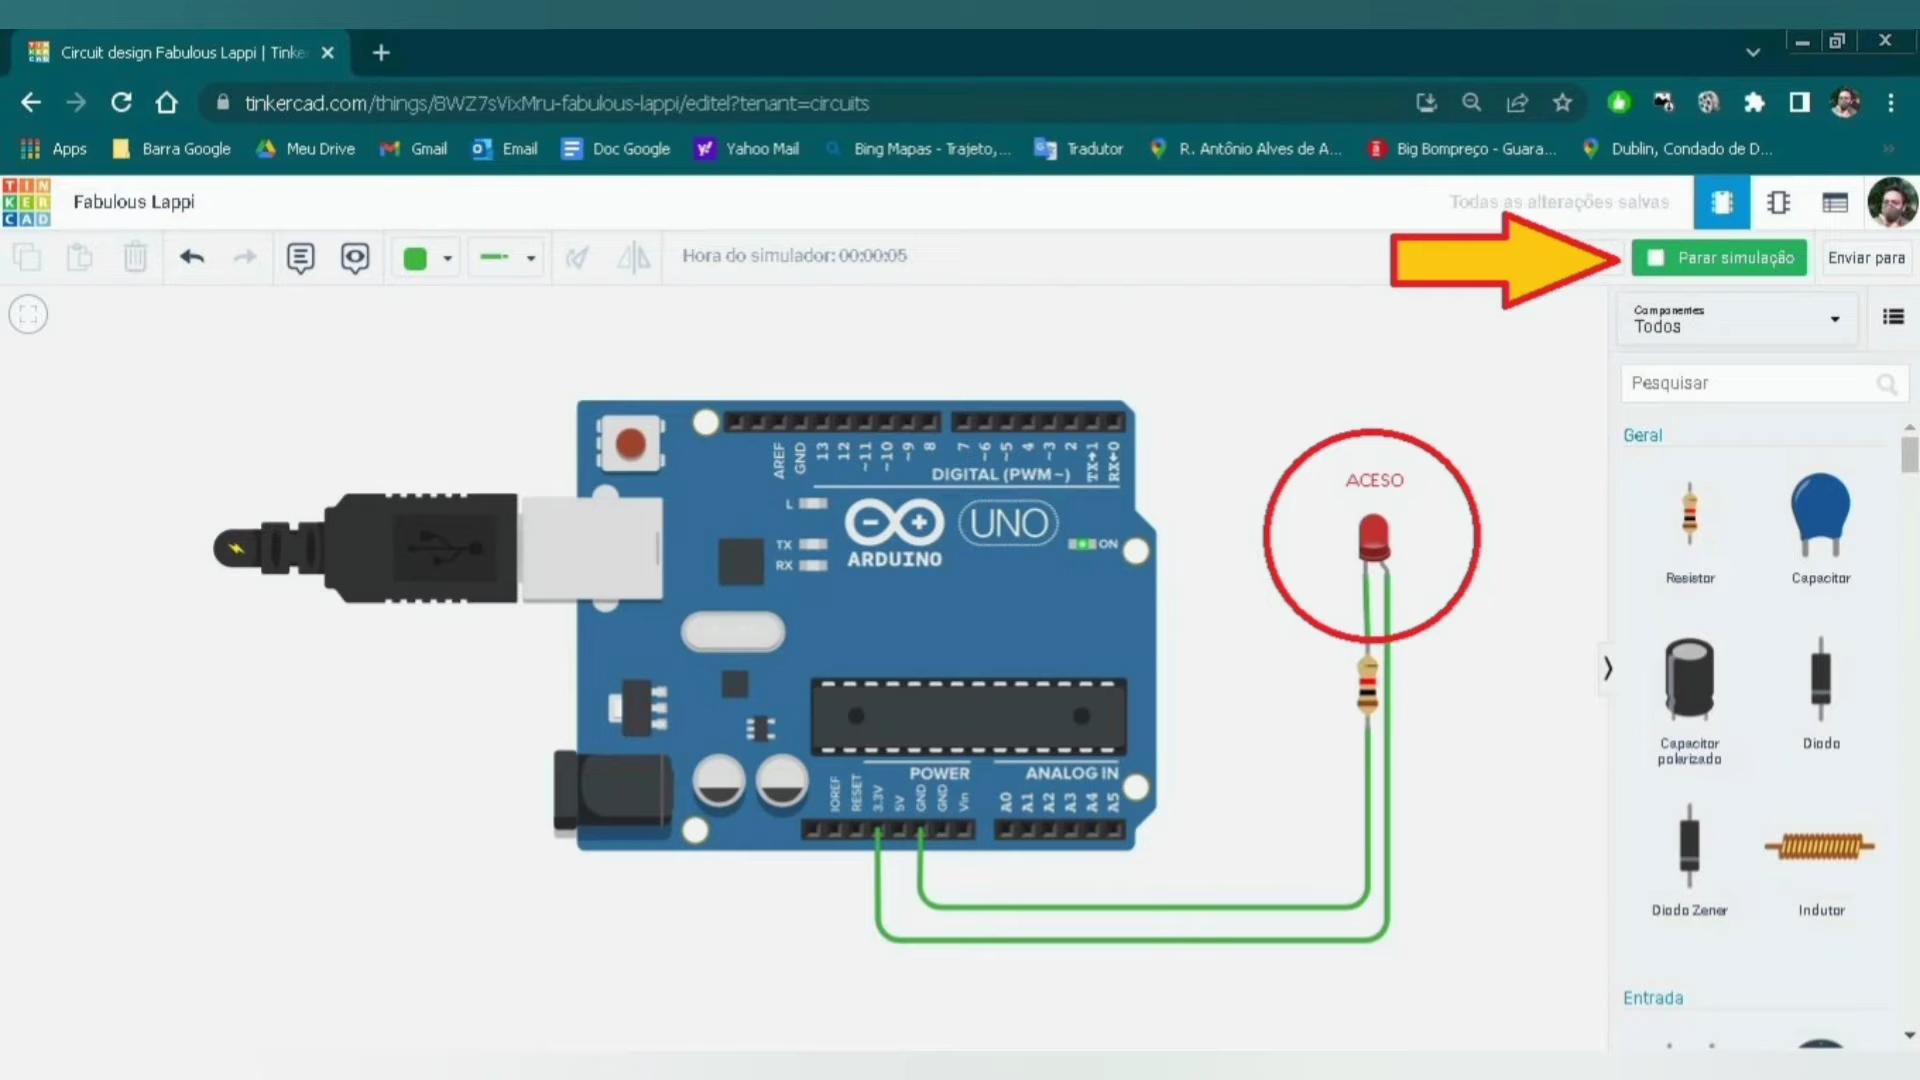 Circuit design Fabulous Lappi | Tinke
tinkercad.com/things/8WZ7sVixMru-fabulous-lappi/editel?tenant=circuits
Apps
Barra Google
Meu Drive
Gmail
Email
Doc Google
Yahoo Mail
Bing Mapas - Trajeto,...
Tradutor
R. Antônio Alves de A...
Big Bompreço - Guara...
Dublin, Condado de D...
TIN
KER
CAD
Fabulous Lappi
Todas as alterações salvas
Hora do simulador: 00:00:05
Parar simulação
Enviar para
Componentes
Todos
Pesquisar
Geral
Resistor
Capacitor
Capacitor
polarizado
Diodo
Diodo Zener
Indutor
Entrada
AREF
GND
13
12
~11
~10
~9
8
7
~6
~5
4
~3
2
TX→1
RX←0
DIGITAL (PWM~)
L
TX
RX
ARDUINO
UNO
ON
ACESO
POWER
ANALOG IN
IOREF
RESET
3.3V
5V
GND
GND
Vin
A0
A1
A2
A3
A4
A5